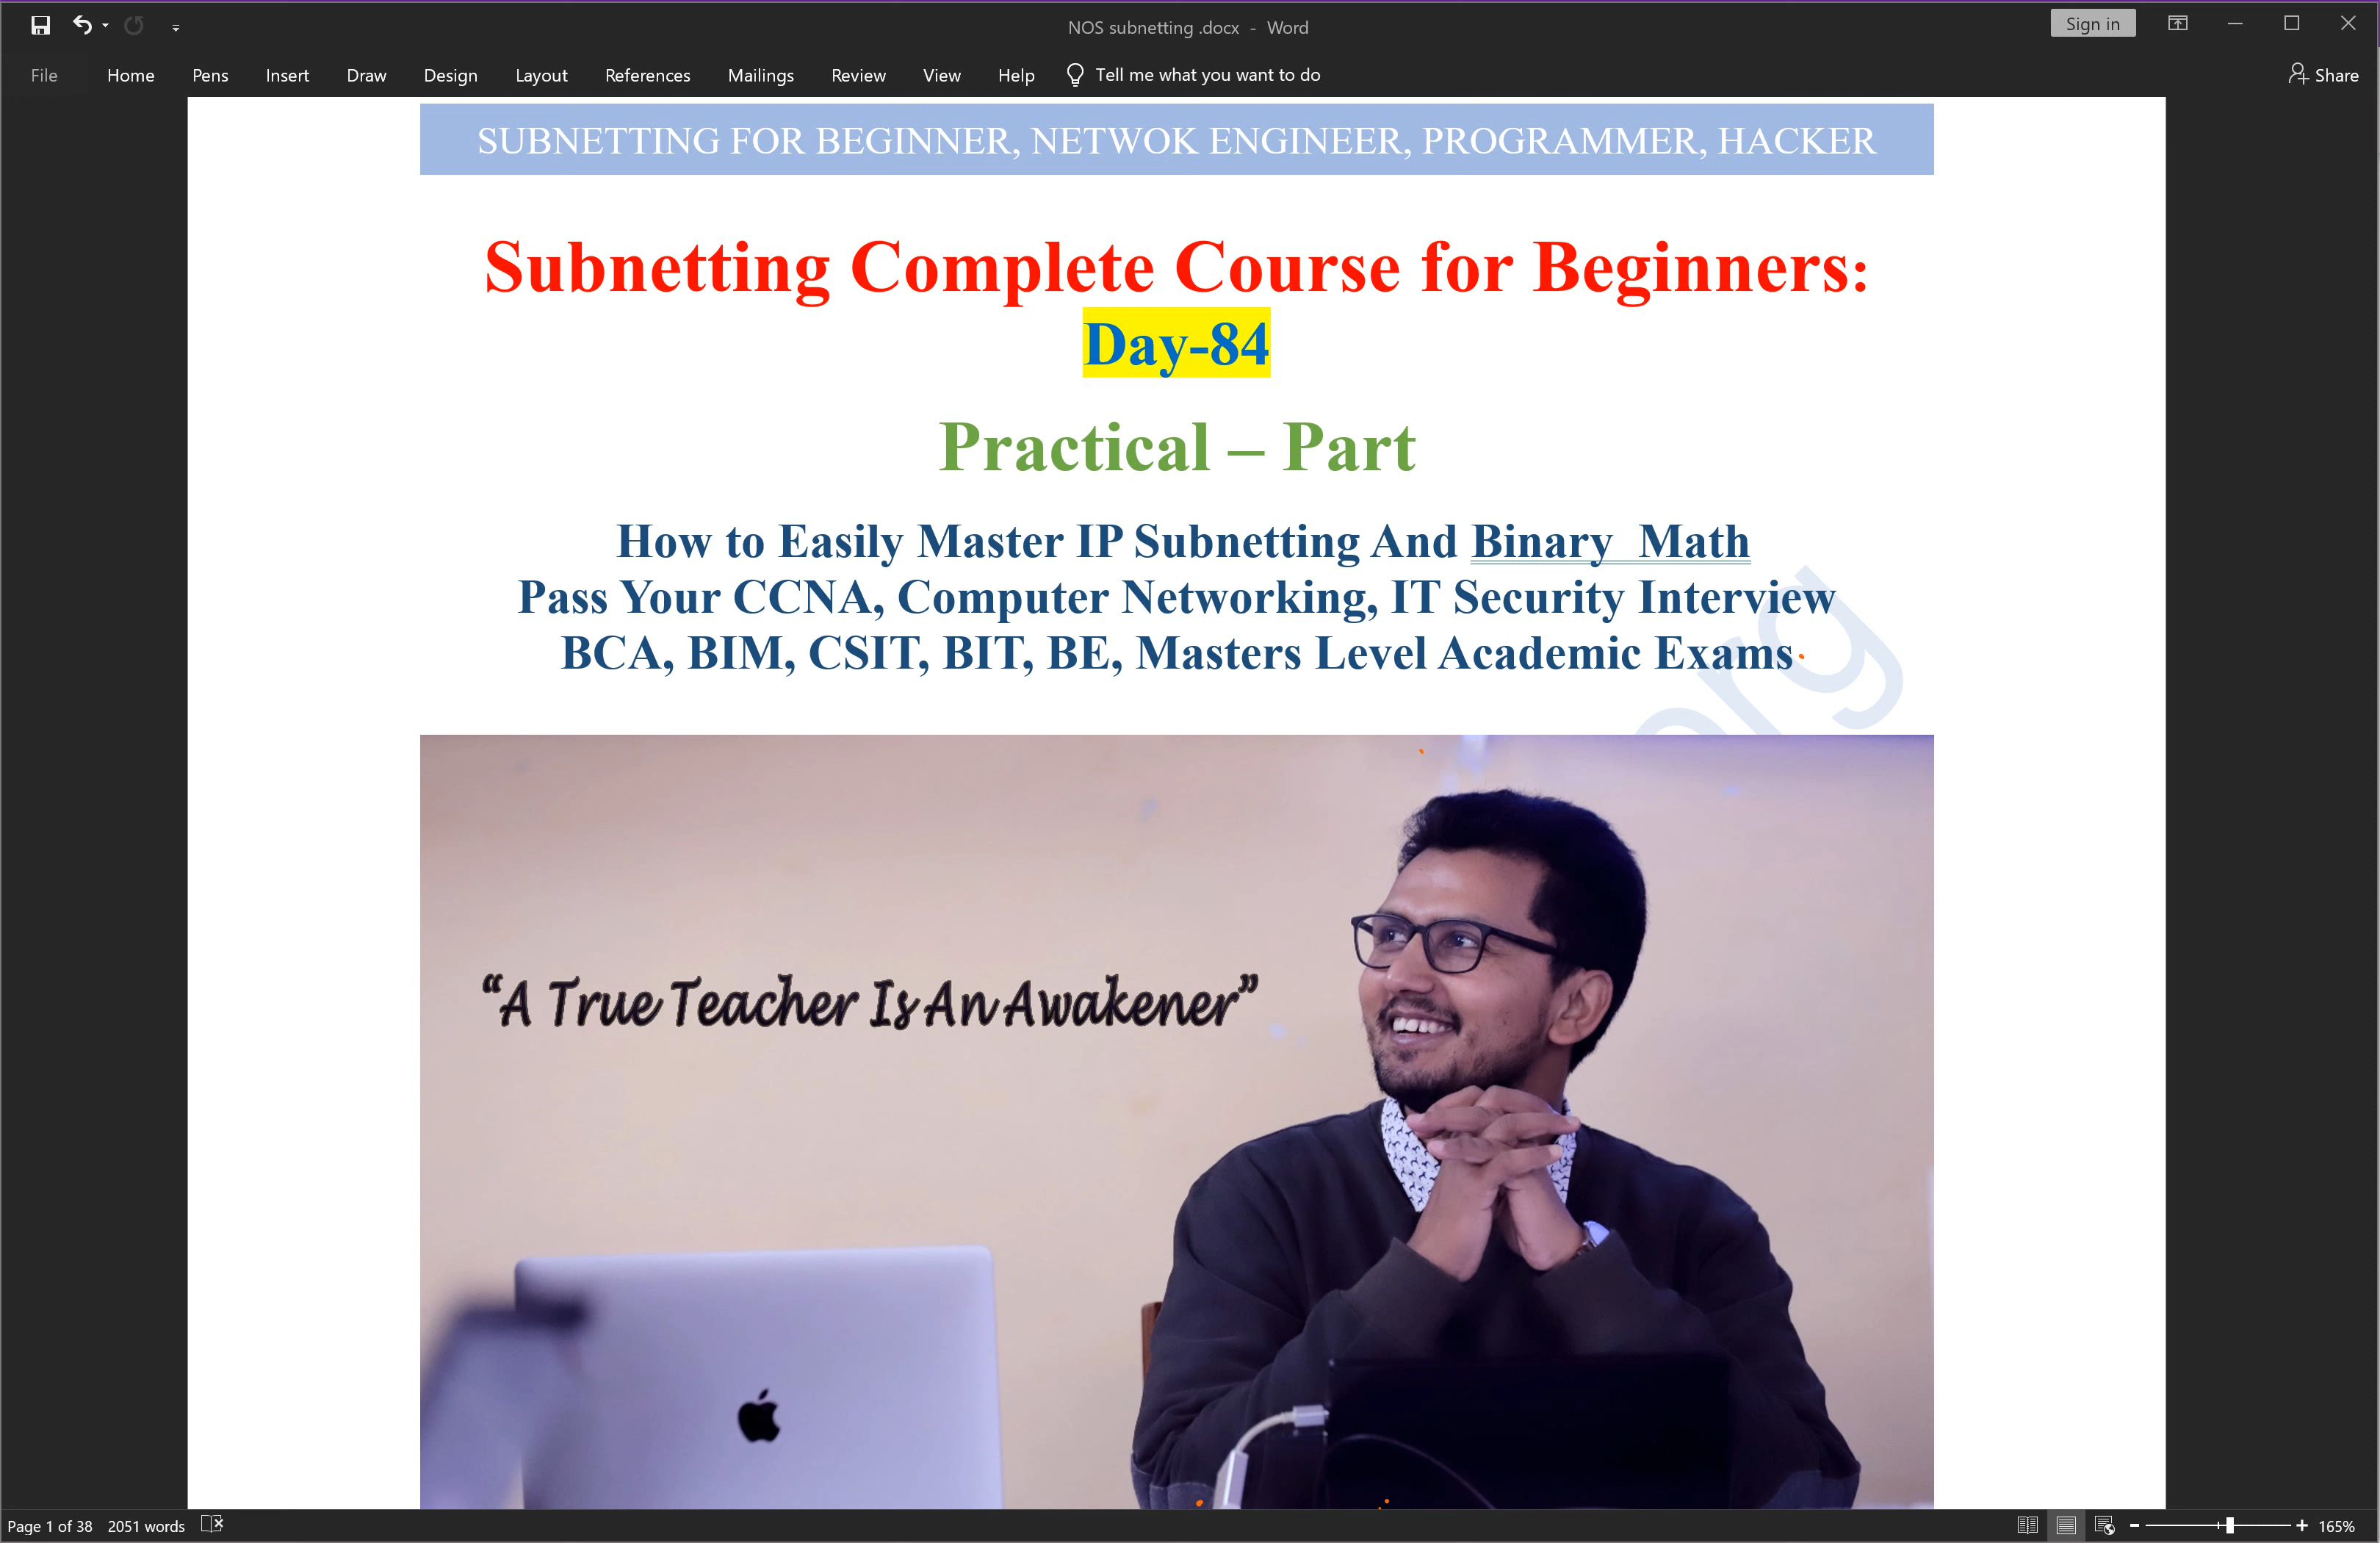 NOS subnetting .docx - Word
Sign in
File Home Pens Insert Draw Design Layout References Mailings Review View Help Tell me what you want to do Share
SUBNETTING FOR BEGINNER, NETWOK ENGINEER, PROGRAMMER, HACKER
Subnetting Complete Course for Beginners:
Day-84
Practical – Part
How to Easily Master IP Subnetting And Binary Math
Pass Your CCNA, Computer Networking, IT Security Interview
BCA, BIM, CSIT, BIT, BE, Masters Level Academic Exams
org
“A True Teacher Is An Awakener”
Page 1 of 38 2051 words 165%